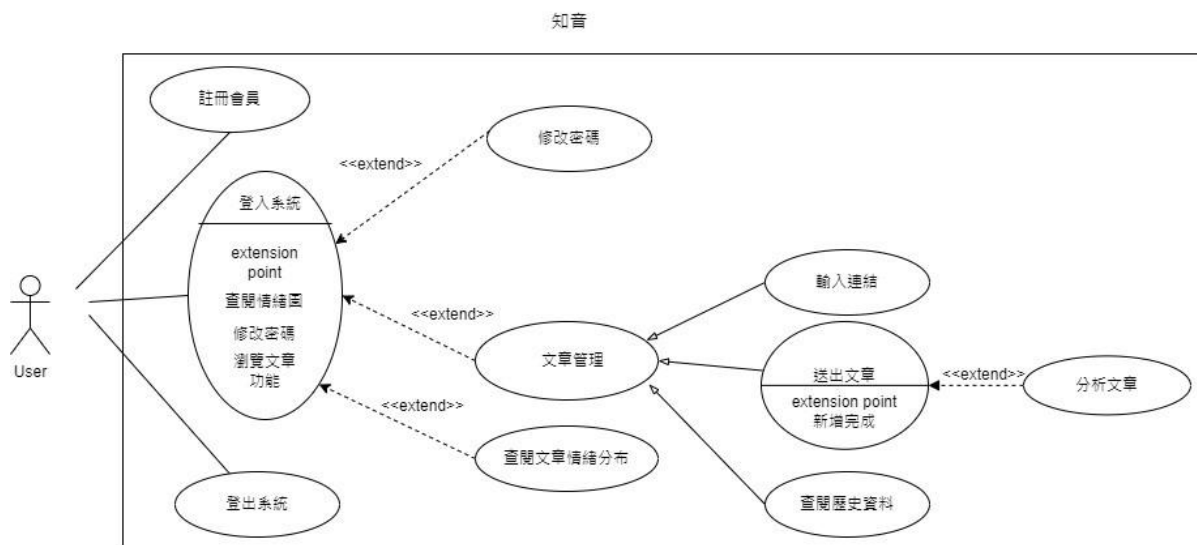 知音
註冊會員
修改密碼
<<extend>>
登入系統
extension
point
查閱情緒圖
修改密碼
瀏覽文章
功能
User
<<extend>>
文章管理
輸入連結
送出文章
extension point
新增完成
<<extend>>
分析文章
<<extend>>
查閱文章情緒分布
登出系統
查閱歷史資料